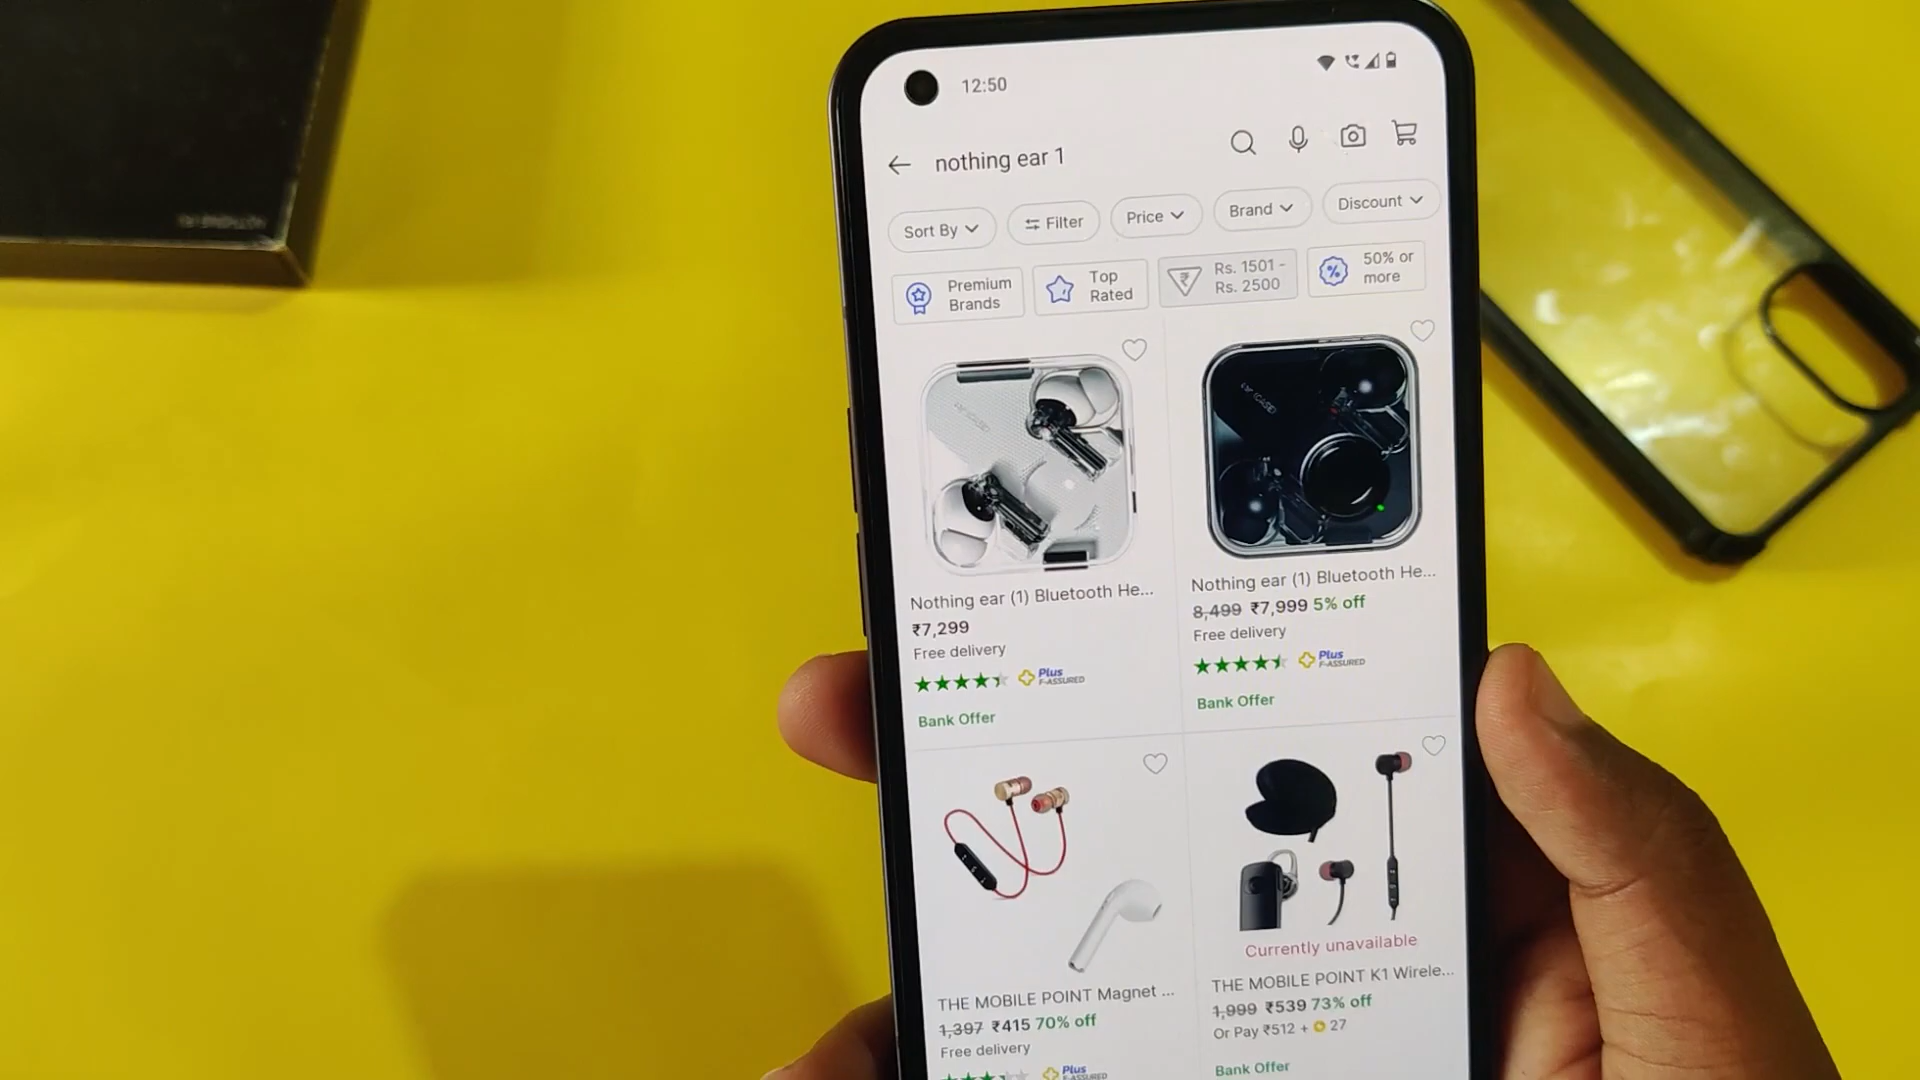 12:50
nothing ear 1
Sort By
Filter
Price
Brand
Discount
Premium
Brands
Top
Rated
Rs. 1501 -
Rs. 2500
50% or
more
Nothing ear (1) Bluetooth He...
₹7,299
Free delivery
Plus
F-ASSURED
Bank Offer
Nothing ear (1) Bluetooth He...
8,499 ₹7,999 5% off
Free delivery
Plus
F-ASSURED
Bank Offer
THE MOBILE POINT Magnet ...
1,397 ₹415 70% off
Free delivery
Plus
F-ASSURED
Currently unavailable
THE MOBILE POINT K1 Wirele...
1,999 ₹539 73% off
Or Pay ₹512 + 27
Bank Offer